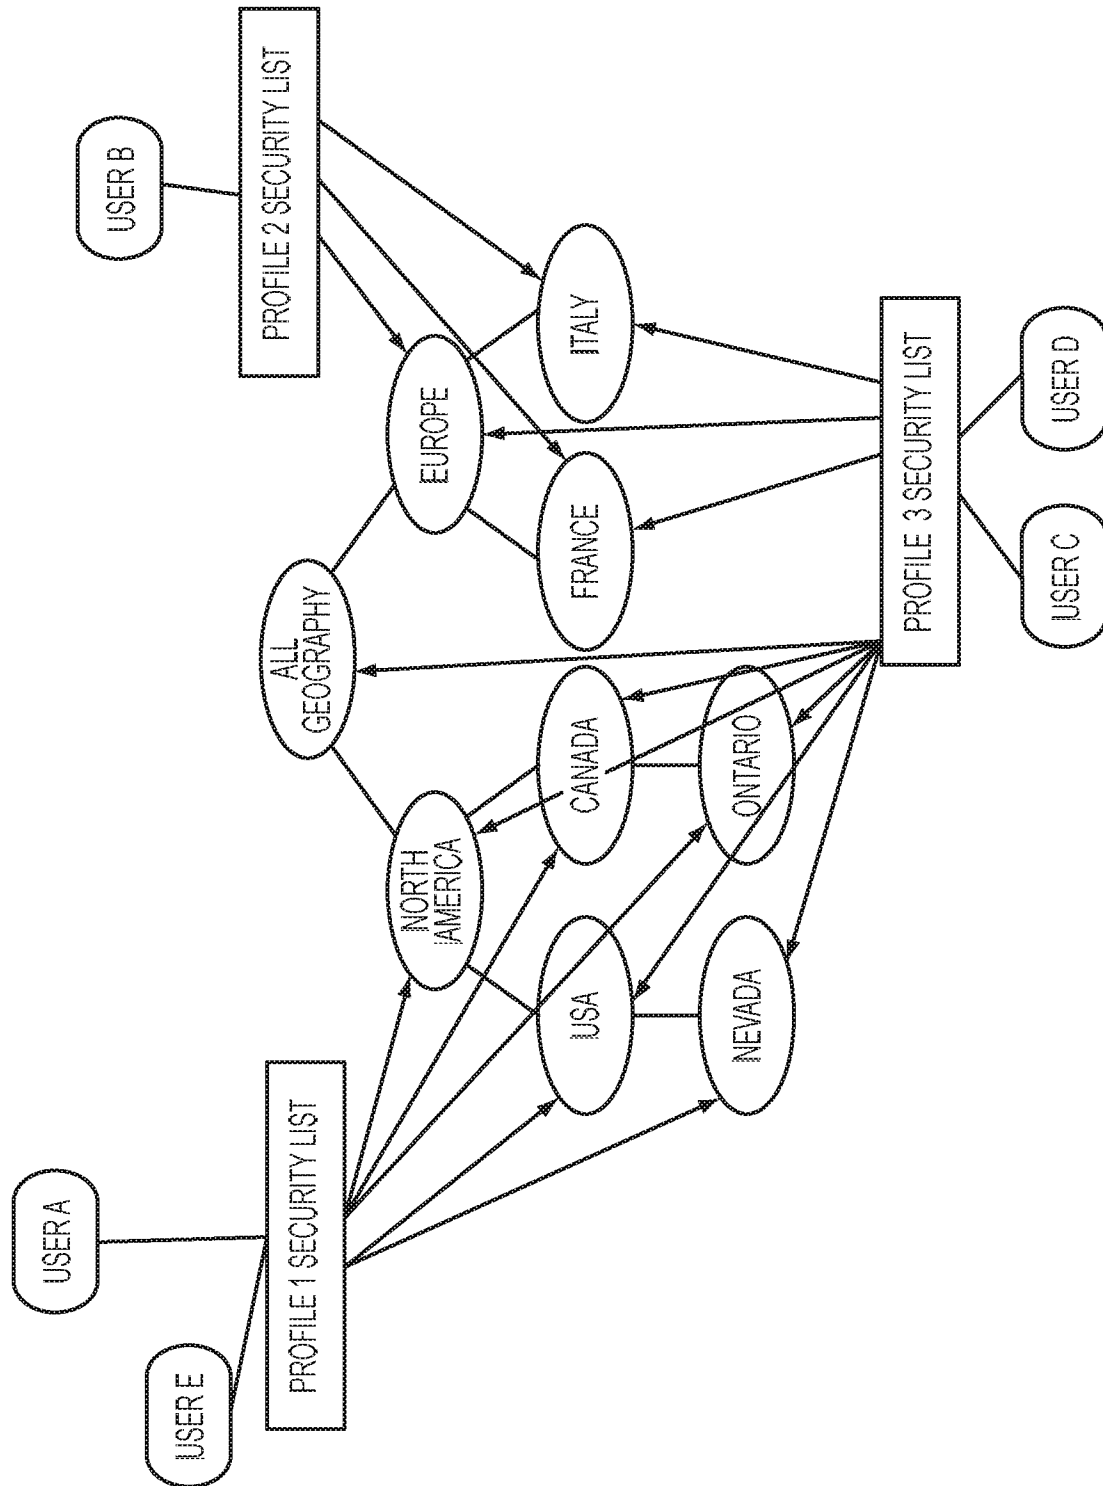 USER A
USER E
PROFILE 1 SECURITY LIST
USER B
PROFILE 2 SECURITY LIST
ALL
GEOGRAPHY
NORTH
AMERICA
EUROPE
USA
CANADA
FRANCE
ITALY
NEVADA
ONTARIO
PROFILE 3 SECURITY LIST
USER C
USER D